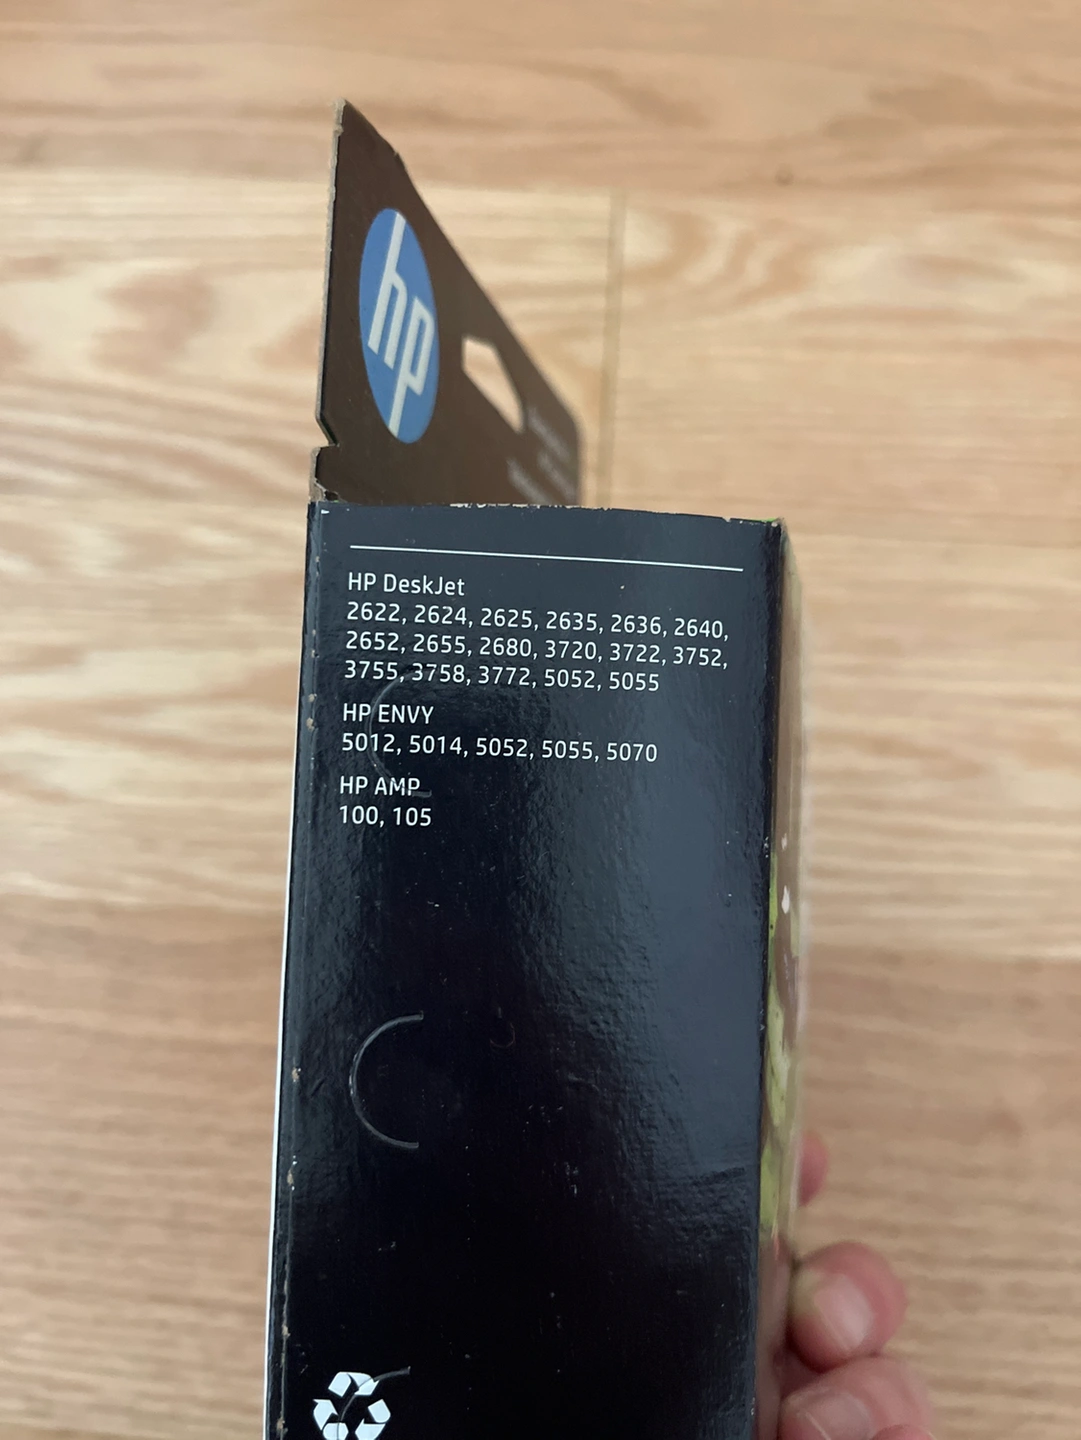 hp
HP DeskJet
2622, 2624, 2625, 2635, 2636, 2640,
2652, 2655, 2680, 3720, 3722, 3752,
3755, 3758, 3772, 5052, 5055
HP ENVY
5012, 5014, 5052, 5055, 5070
HP AMP
100, 105